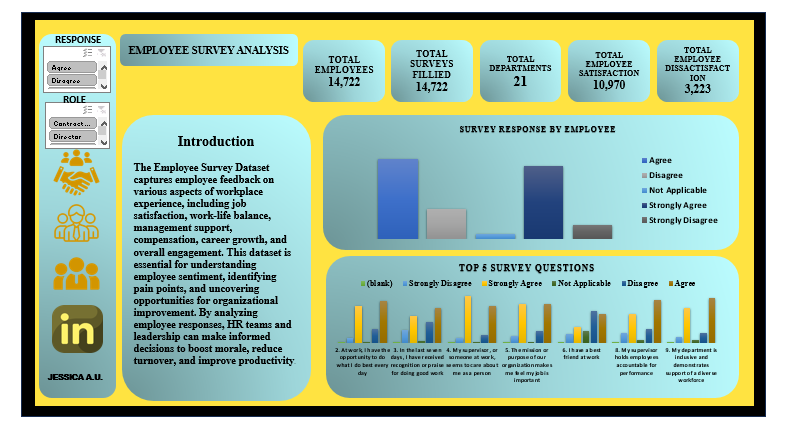 RESPONSE
Agree
Disagree
ROLE
Contract...
Director
JESSICA A.U.
EMPLOYEE SURVEY ANALYSIS
TOTAL
EMPLOYEES
14,722
TOTAL
SURVEYS
FILLIED
14,722
TOTAL
DEPARTMENTS
21
TOTAL
EMPLOYEE
SATISFACTION
10,970
TOTAL
EMPLOYEE
DISSACTISFACT
ION
3,223
Introduction
The Employee Survey Dataset
captures employee feedback on
various aspects of workplace
experience, including job
satisfaction, work-life balance,
management support,
compensation, career growth, and
overall engagement. This dataset is
essential for understanding
employee sentiment, identifying
pain points, and uncovering
opportunities for organizational
improvement. By analyzing
employee responses, HR teams and
leadership can make informed
decisions to boost morale, reduce
turnover, and improve productivity.
SURVEY RESPONSE BY EMPLOYEE
Agree
Disagree
Not Applicable
Strongly Agree
Strongly Disagree
TOP 5 SURVEY QUESTIONS
(blank) Strongly Disagree Strongly Agree Not Applicable Disagree Agree
2. At work, I have the
opportunity to do
what I do best every
day
3. In the last seven
days, I have received
recognition or praise
for doing good work
4. My supervisor, or
someone at work,
seems to care about
me as a person
5. The mission or
purpose of our
organization makes
me feel my job is
important
6. I have a best
friend at work
8. My supervisor
holds employees
accountable for
performance
9. My department is
inclusive and
demonstrates
support of a diverse
workforce
in